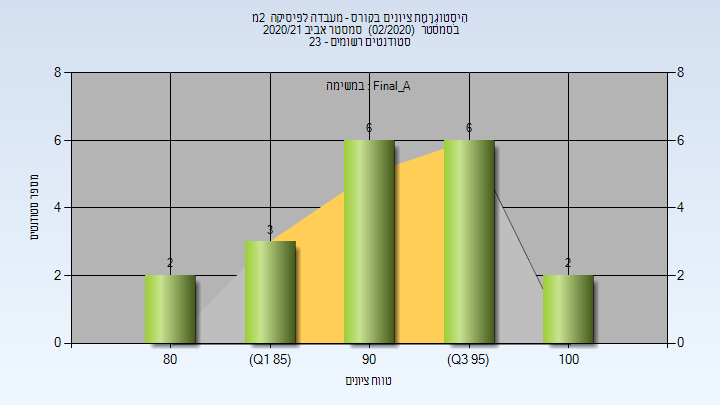 היסטוגרמת ציונים בקורס - מעבדה לפיסיקה 2מ
בסמסטר (02/2020) סמסטר אביב 2020/21
סטודנטים רשומים - 23
במשימה : Final_A
8 8
6 6
4 4
2 2
0 0
2 3 6 6 2
מספר סטודנטים
80 (Q1 85) 90 (Q3 95) 100
טווח ציונים